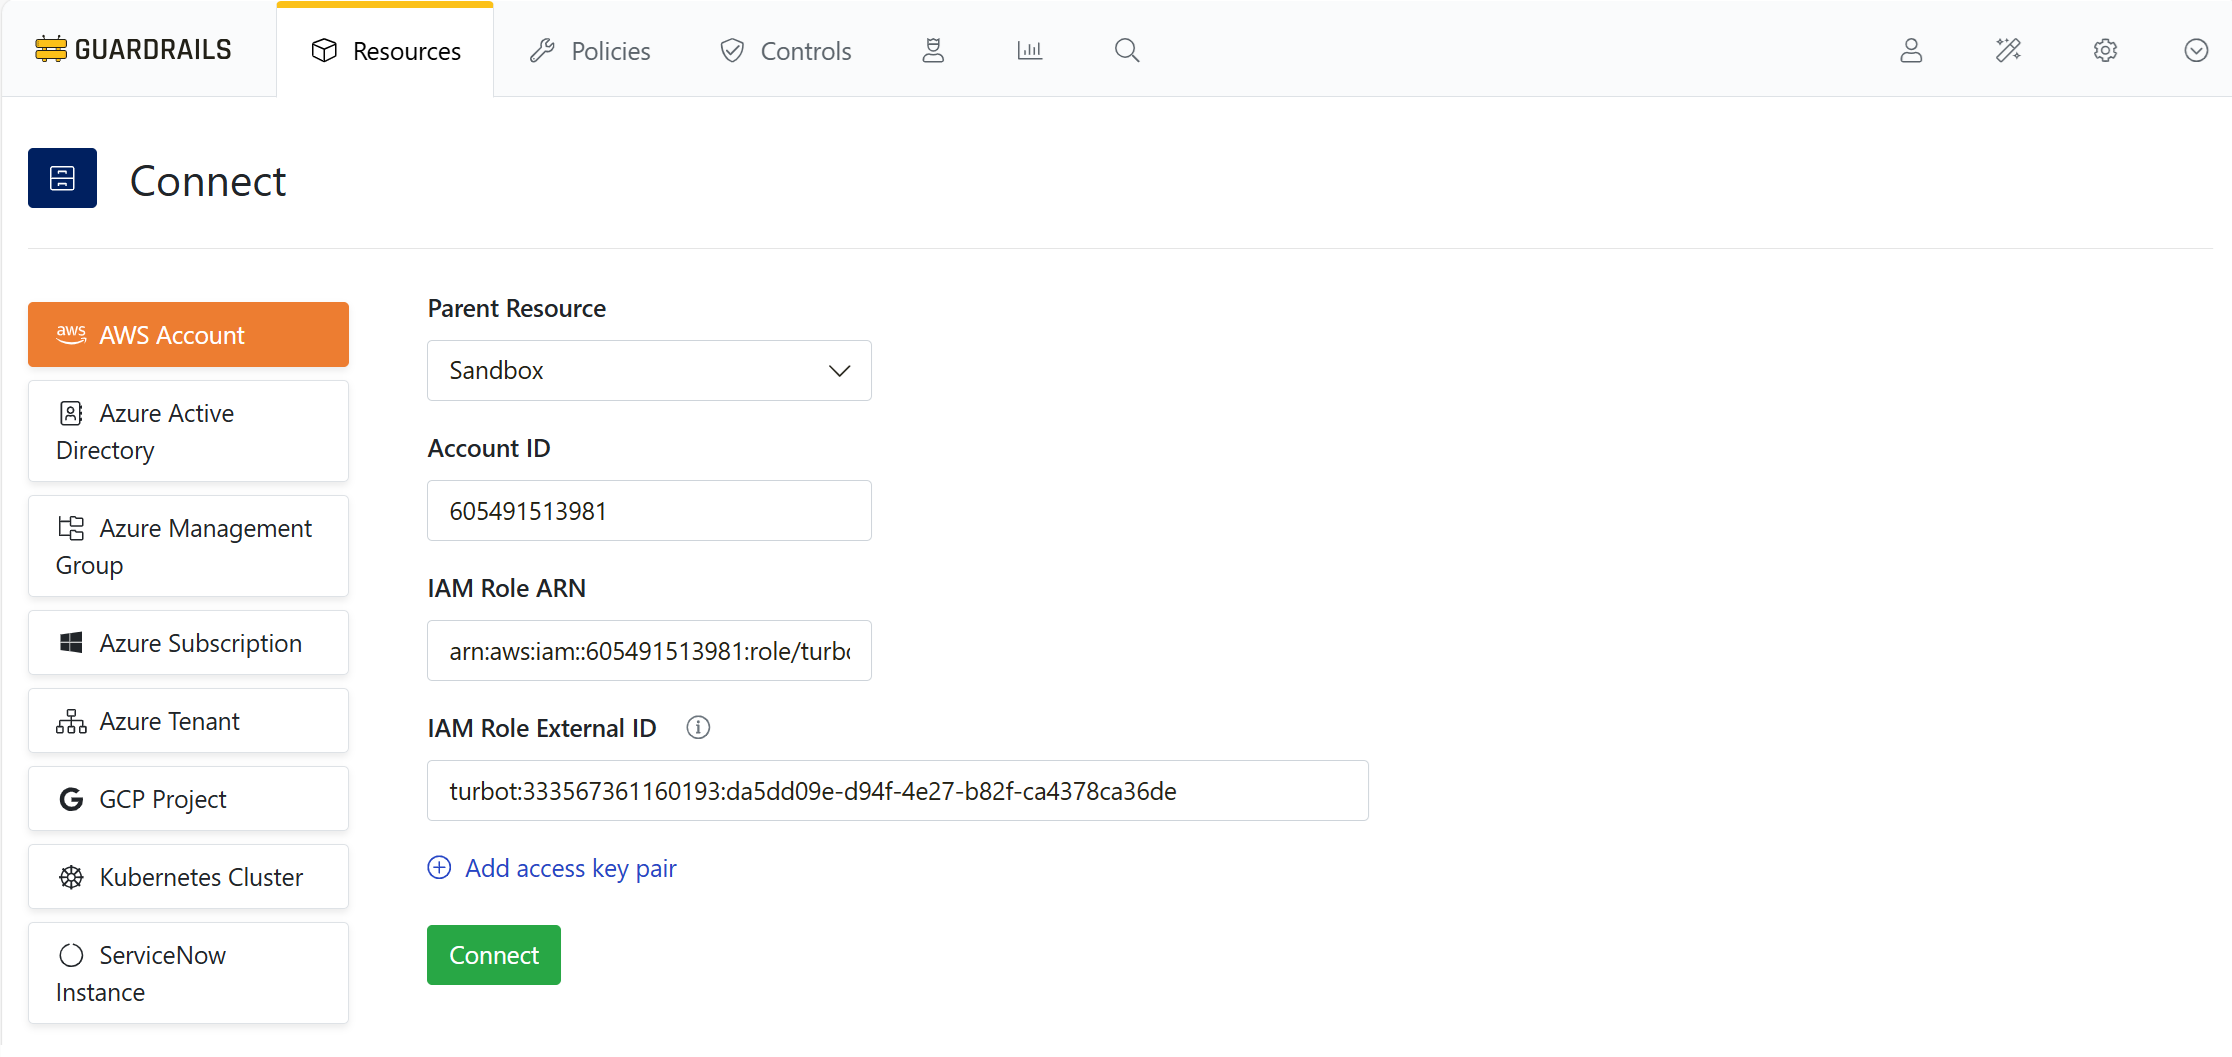 GUARDRAILS
Resources
Policies
Controls
Connect
aws AWS Account
Azure Active
Directory
Azure Management
Group
Azure Subscription
Azure Tenant
GCP Project
Kubernetes Cluster
ServiceNow
Instance
Parent Resource
Sandbox
Account ID
605491513981
IAM Role ARN
arn:aws:iam::605491513981:role/turbo
IAM Role External ID
turbot:333567361160193:da5dd09e-d94f-4e27-b82f-ca4378ca36de
Add access key pair
Connect